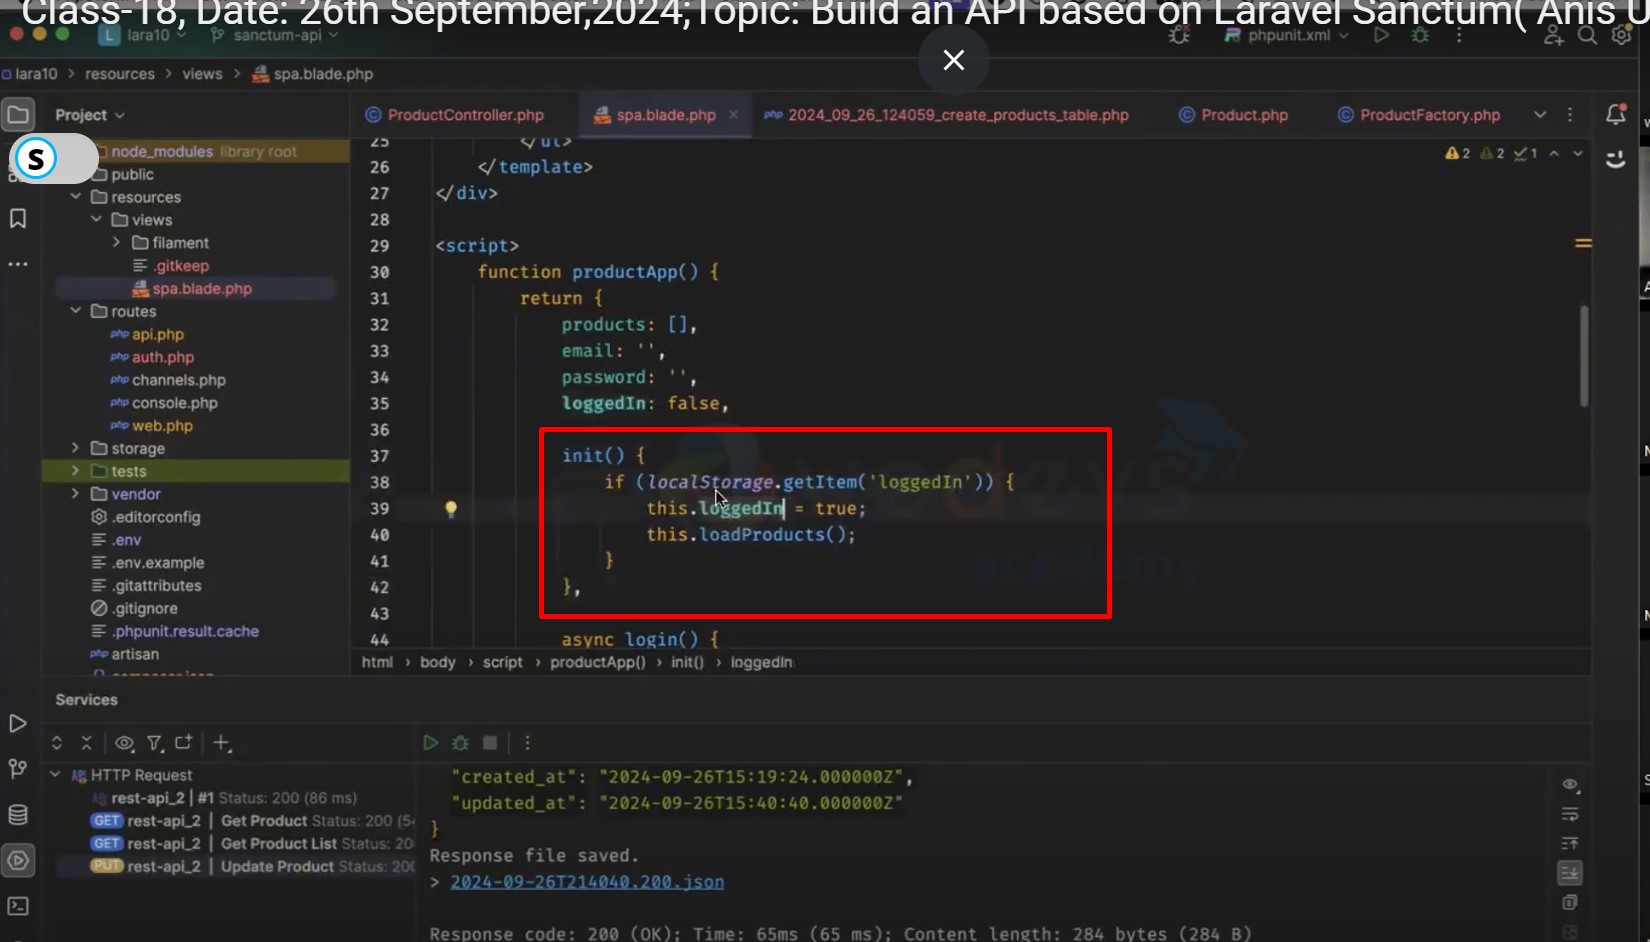 Class-18, Date: 26th September,2024;Topic: Build an API based on Laravel Sanctum( Anis U
L lara10 sanctum-api phpunit.xml
lara10 > resources > views > spa.blade.php
Project
ProductController.php spa.blade.php 2024_09_26_124059_create_products_table.php Product.php ProductFactory.php
S
node_modules library root
public
resources
views
filament
.gitkeep
spa.blade.php
routes
php api.php
php auth.php
php channels.php
php console.php
php web.php
storage
tests
vendor
.editorconfig
.env
.env.example
.gitattributes
.gitignore
.phpunit.result.cache
php artisan
2 2 1
25 </ul>
26 </template>
27 </div>
28
29 <script>
30 function productApp() {
31 return {
32 products: [],
33 email: '',
34 password: '',
35 loggedIn: false,
36
37 init() {
38 if (localStorage.getItem('loggedIn')) {
39 this.loggedIn = true;
40 this.loadProducts();
41 }
42 },
43
44 async login() {
html > body > script > productApp() > init() > loggedIn
Services
HTTP Request
rest-api_2 | #1 Status: 200 (86 ms)
GET rest-api_2 | Get Product Status: 200 (5
GET rest-api_2 | Get Product List Status: 20
PUT rest-api_2 | Update Product Status: 200
"created_at": "2024-09-26T15:19:24.000000Z",
"updated_at": "2024-09-26T15:40:40.000000Z"
}
Response file saved.
> 2024-09-26T214040.200.json
Response code: 200 (OK); Time: 65ms (65 ms); Content length: 284 bytes (284 B)